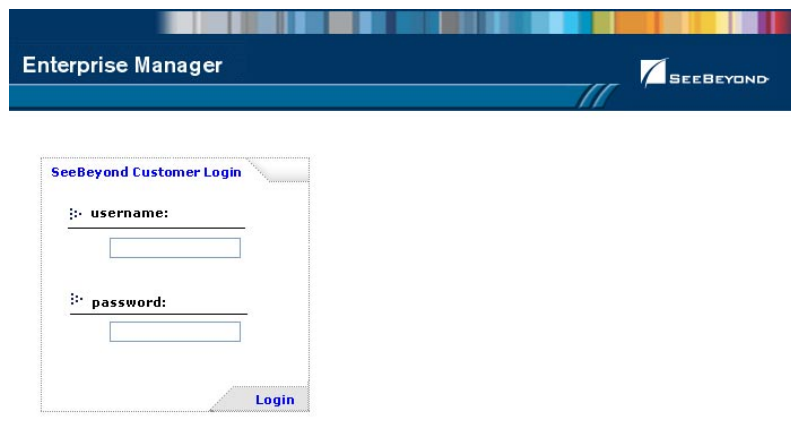 Enterprise Manager
SEEBEYOND
SeeBeyond Customer Login
username:
password:
Login